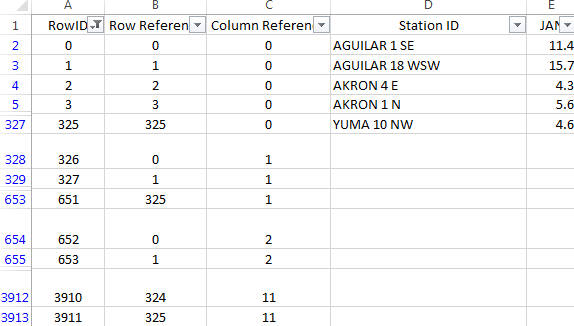 A B C D E
1 RowID Row Referen Column Referen Station ID JAN
2 0 0 0 AGUILAR 1 SE 11.4
3 1 1 0 AGUILAR 18 WSW 15.7
4 2 2 0 AKRON 4 E 4.3
5 3 3 0 AKRON 1 N 5.6
327 325 325 0 YUMA 10 NW 4.6
328 326 0 1
329 327 1 1
653 651 325 1
654 652 0 2
655 653 1 2
3912 3910 324 11
3913 3911 325 11